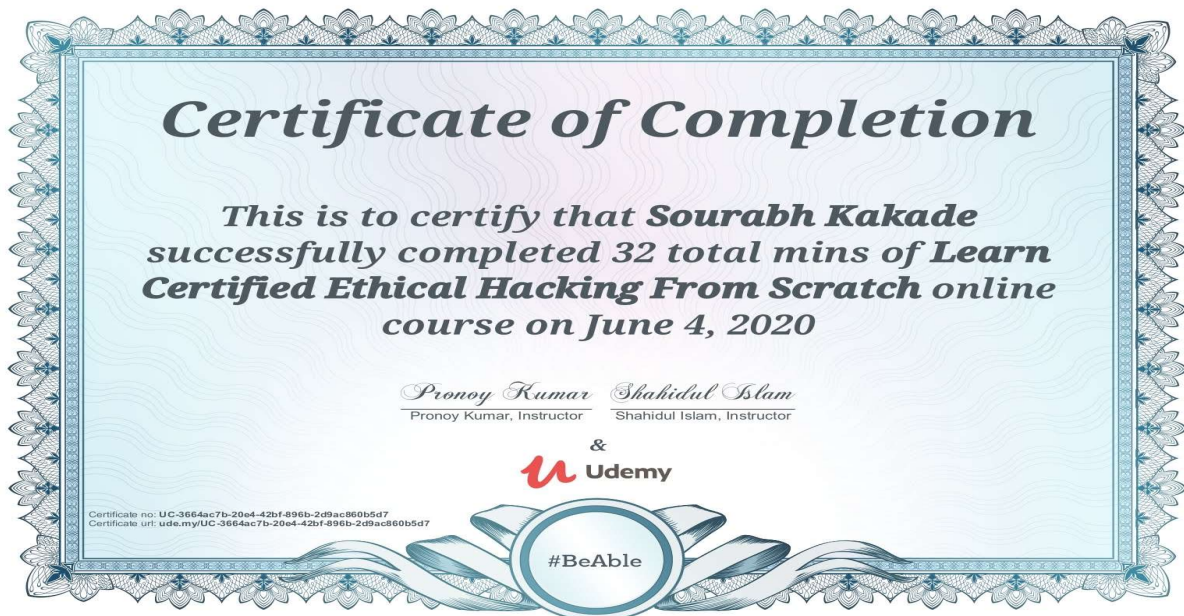 Certificate of Completion
This is to certify that Sourabh Kakade
successfully completed 32 total mins of Learn
Certified Ethical Hacking From Scratch online
course on June 4, 2020
Pronoy Kumar Shahidul Islam
Pronoy Kumar, Instructor Shahidul Islam, Instructor
&
Udemy
Certificate no: UC-3664ac7b-20e4-42bf-896b-2d9ac860b5d7
Certificate url: ude.my/UC-3664ac7b-20e4-42bf-896b-2d9ac860b5d7
#BeAble